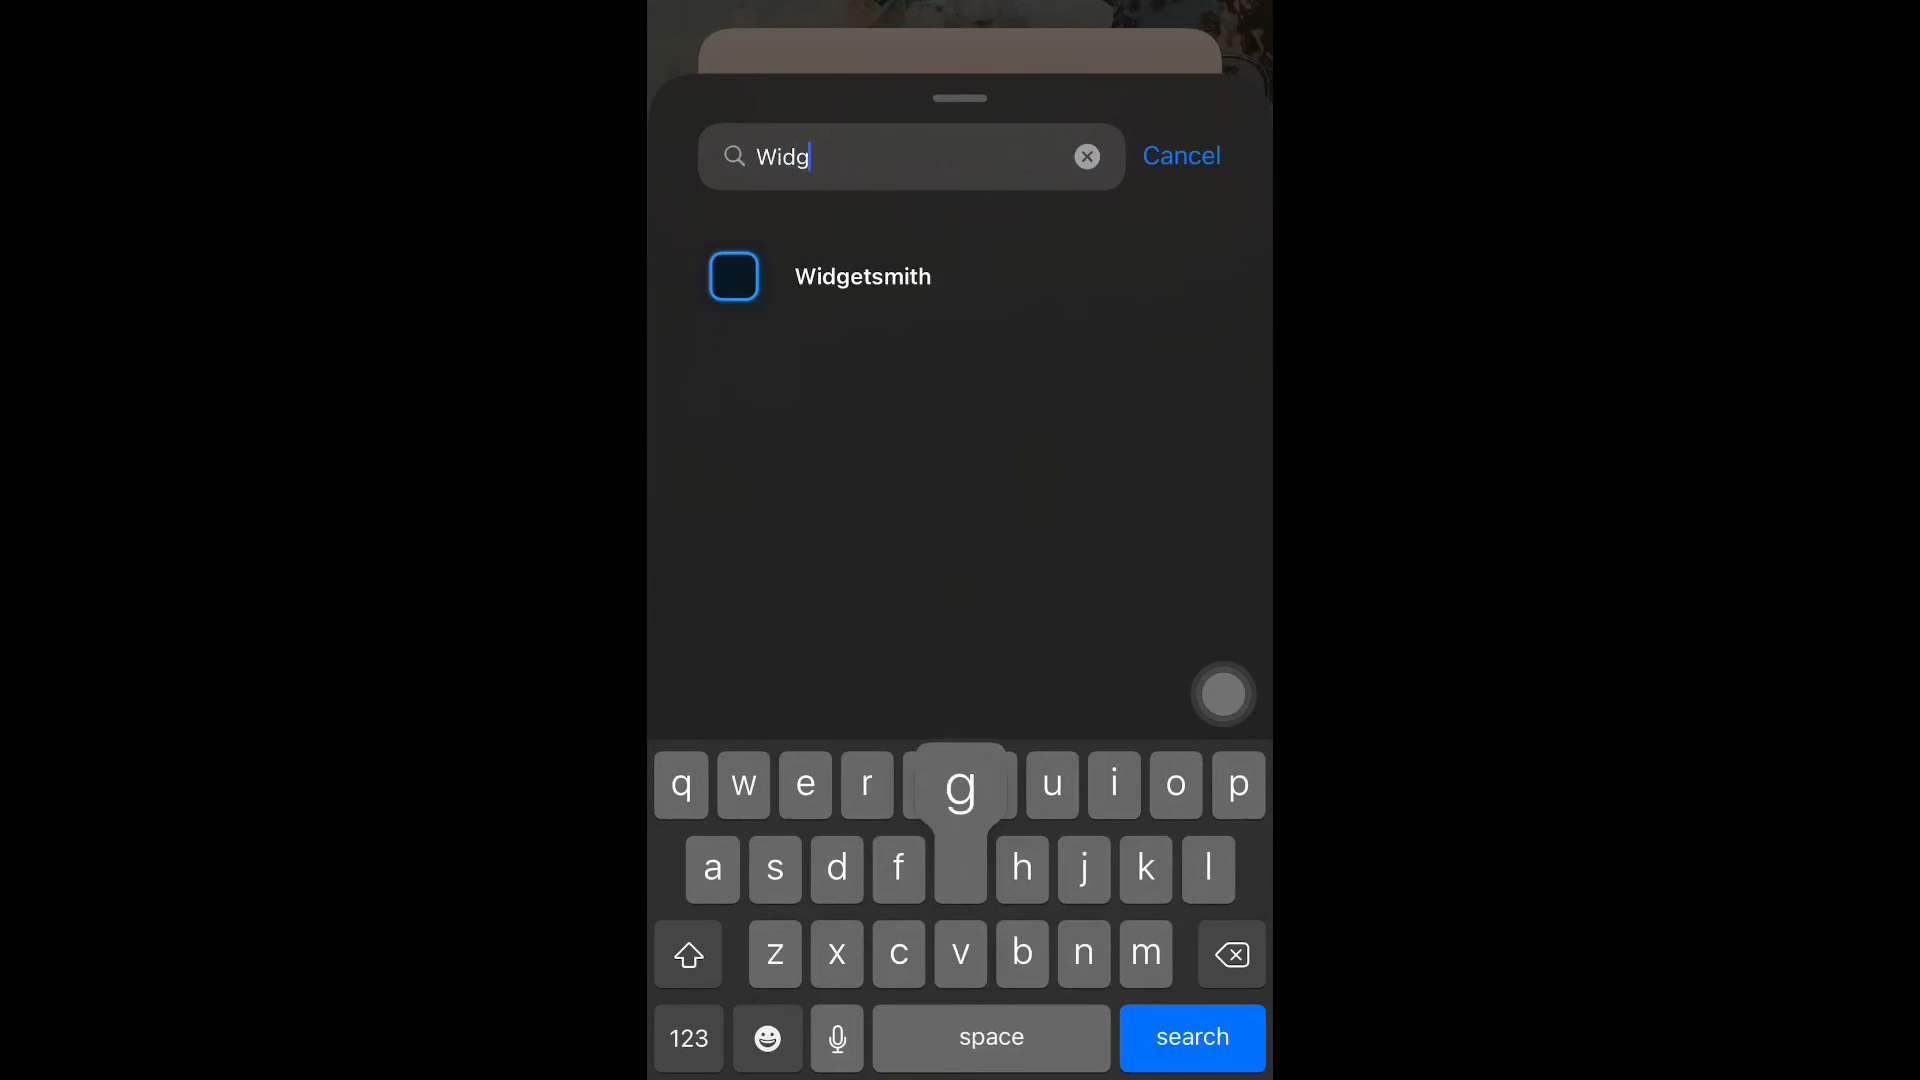 Widg
Cancel
Widgetsmith
q w e r g u i o p
a s d f h j k l
z x c v b n m
123 space search